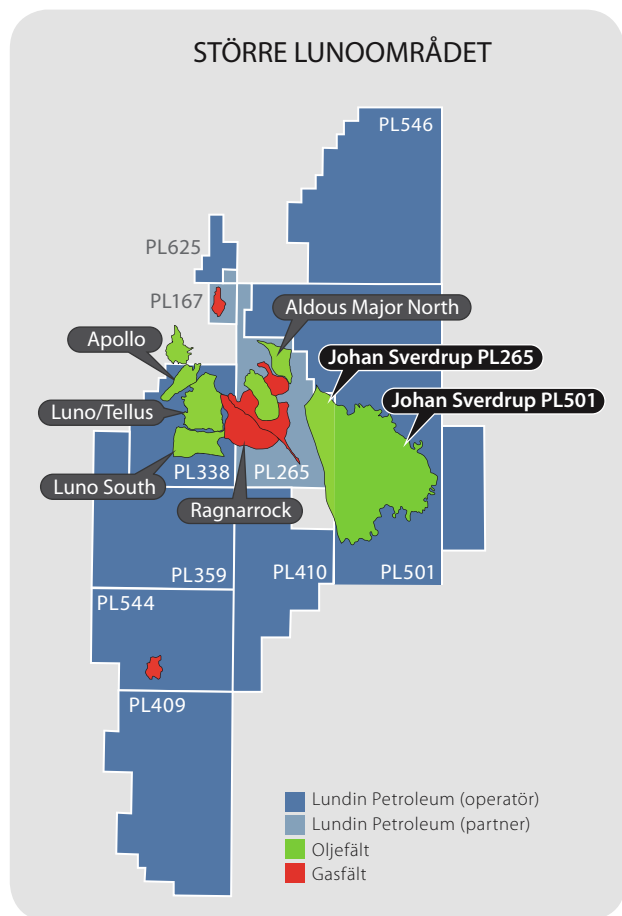 STÖRRE LUNOOMRÅDET
PL546
PL625
PL167
Aldous Major North
Apollo
Johan Sverdrup PL265
Johan Sverdrup PL501
Luno/Tellus
PL338
PL265
Luno South
Ragnarrock
PL359
PL410
PL501
PL544
PL409
Lundin Petroleum (operatör)
Lundin Petroleum (partner)
Oljefält
Gasfält